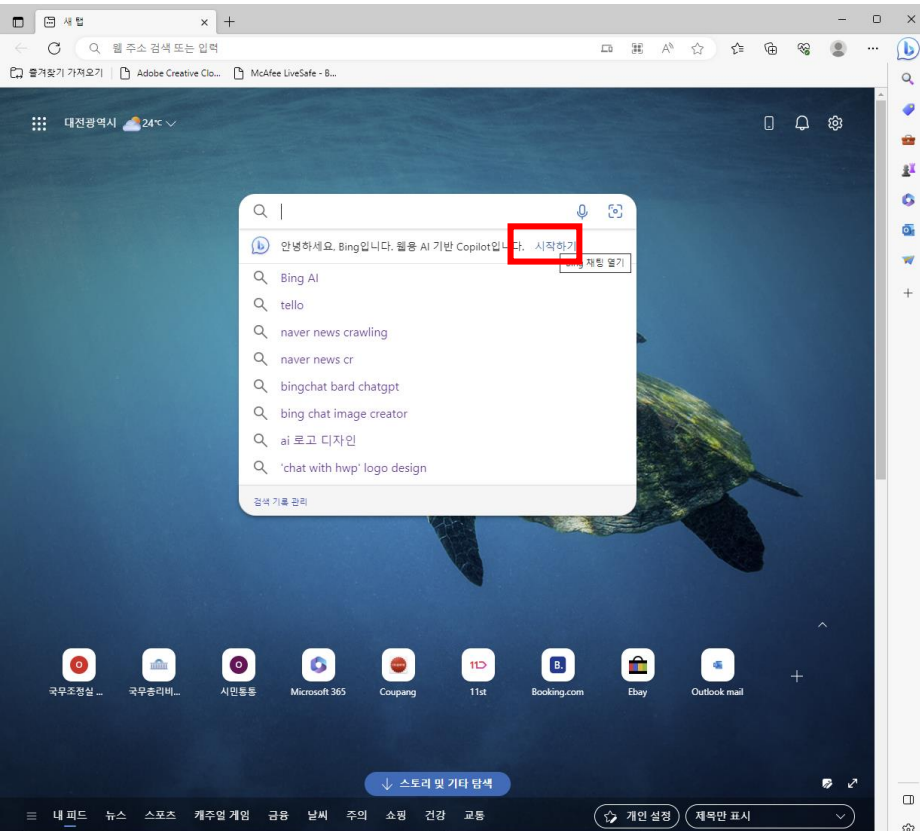 새 탭
웹 주소 검색 또는 입력
즐겨찾기 가져오기 Adobe Creative Clo... McAfee LiveSafe - B...
대전광역시 24℃
안녕하세요, Bing입니다. 웹용 AI 기반 Copilot입니다. 시작하기
Bing 채팅 열기
Bing AI
tello
naver news crawling
naver news cr
bingchat bard chatgpt
bing chat image creator
ai 로고 디자인
'chat with hwp' logo design
검색 기록 관리
국무조정실 ... 국무총리비... 시민통통 Microsoft 365 Coupang 11st Booking.com Ebay Outlook mail
스토리 및 기타 탐색
내 피드 뉴스 스포츠 캐주얼 게임 금융 날씨 주의 쇼핑 건강 교통 개인 설정 제목만 표시